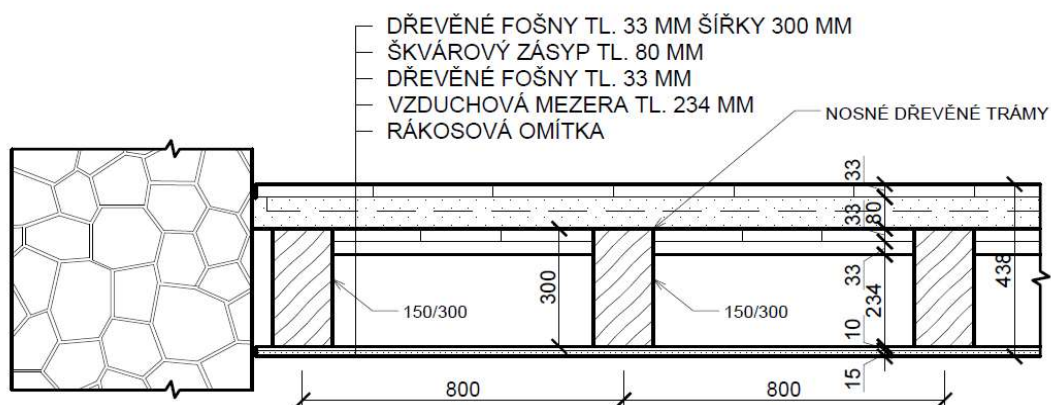 DŘEVĚNÉ FOŠNY TL. 33 MM ŠÍŘKY 300 MM
ŠKVÁROVÝ ZÁSYP TL. 80 MM
DŘEVĚNÉ FOŠNY TL. 33 MM
VZDUCHOVÁ MEZERA TL. 234 MM
RÁKOSOVÁ OMÍTKA
NOSNÉ DŘEVĚNÉ TRÁMY
33
80
33
33
234
10
15
438
300
150/300
150/300
800
800